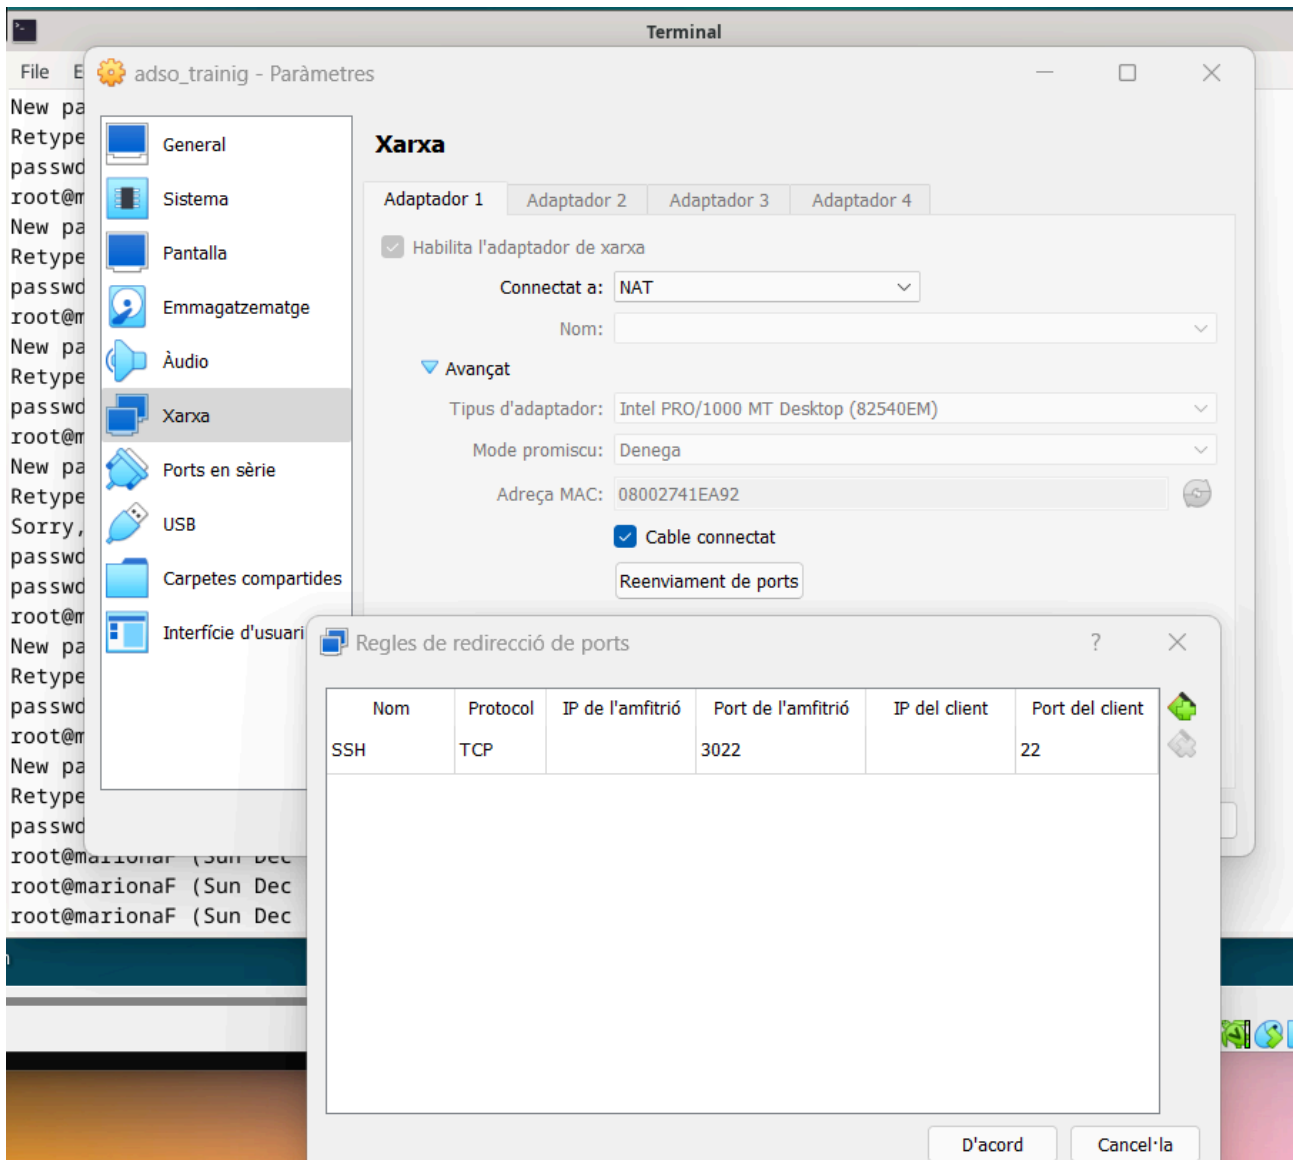 Terminal
File E
adso_trainig - Paràmetres
New pa
Retype
passwd
root@m
New pa
Retype
passwd
root@m
New pa
Retype
passwd
root@m
New pa
Retype
Sorry,
passwd
passwd
root@m
New pa
Retype
passwd
root@m
New pa
Retype
passwd
root@marionaF (Sun Dec
root@marionaF (Sun Dec
root@marionaF (Sun Dec
General
Sistema
Pantalla
Emmagatzematge
Àudio
Xarxa
Ports en sèrie
USB
Carpetes compartides
Interfície d'usuari
Xarxa
Adaptador 1 Adaptador 2 Adaptador 3 Adaptador 4
Habilita l'adaptador de xarxa
Connectat a: NAT
Nom:
Avançat
Tipus d'adaptador: Intel PRO/1000 MT Desktop (82540EM)
Mode promiscu: Denega
Adreça MAC: 08002741EA92
Cable connectat
Reenviament de ports
Regles de redirecció de ports ?
Nom Protocol IP de l'amfitrió Port de l'amfitrió IP del client Port del client
SSH TCP 3022 22
D'acord Cancel·la